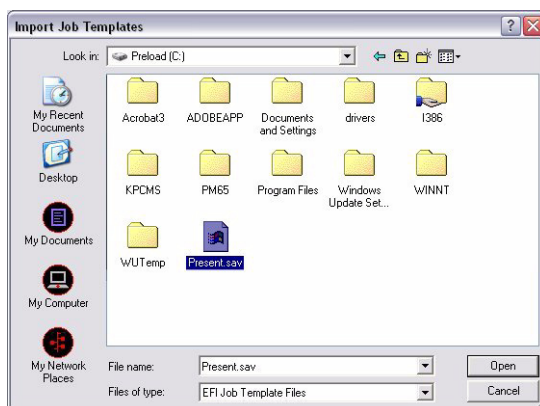 Import Job Templates
Look in: Preload (C:)
My Recent Documents
Desktop
My Documents
My Computer
My Network Places
Acrobat3 ADOBEAPP Documents and Settings drivers I386
KPCMS PM65 Program Files Windows Update Set... WINNT
WUTemp Present.sav
File name: Present.sav Open
Files of type: EFI Job Template Files Cancel